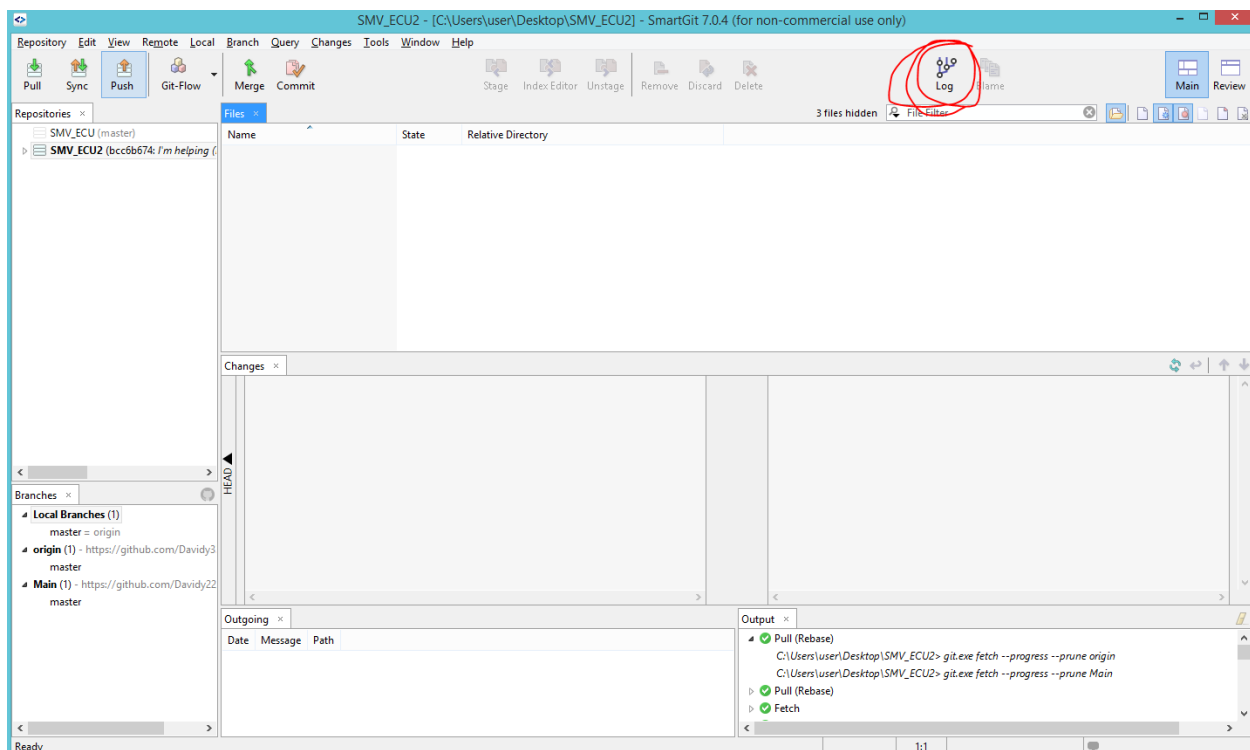 SMV_ECU2 - [C:\Users\user\Desktop\SMV_ECU2] - SmartGit 7.0.4 (for non-commercial use only)
Repository Edit View Remote Local Branch Query Changes Tools Window Help
Pull Sync Push Git-Flow Merge Commit Stage Index Editor Unstage Remove Discard Delete Log Blame Main Review
Repositories
SMV_ECU (master)
SMV_ECU2 (bcc6b674: I'm helping (
Files
3 files hidden File Filter
Name State Relative Directory
Changes
HEAD
Branches
Local Branches (1)
master = origin
origin (1) - https://github.com/Davidy3
master
Main (1) - https://github.com/Davidy22
master
Outgoing
Date Message Path
Output
Pull (Rebase)
C:\Users\user\Desktop\SMV_ECU2> git.exe fetch --progress --prune origin
C:\Users\user\Desktop\SMV_ECU2> git.exe fetch --progress --prune Main
Pull (Rebase)
Fetch
Ready 1:1